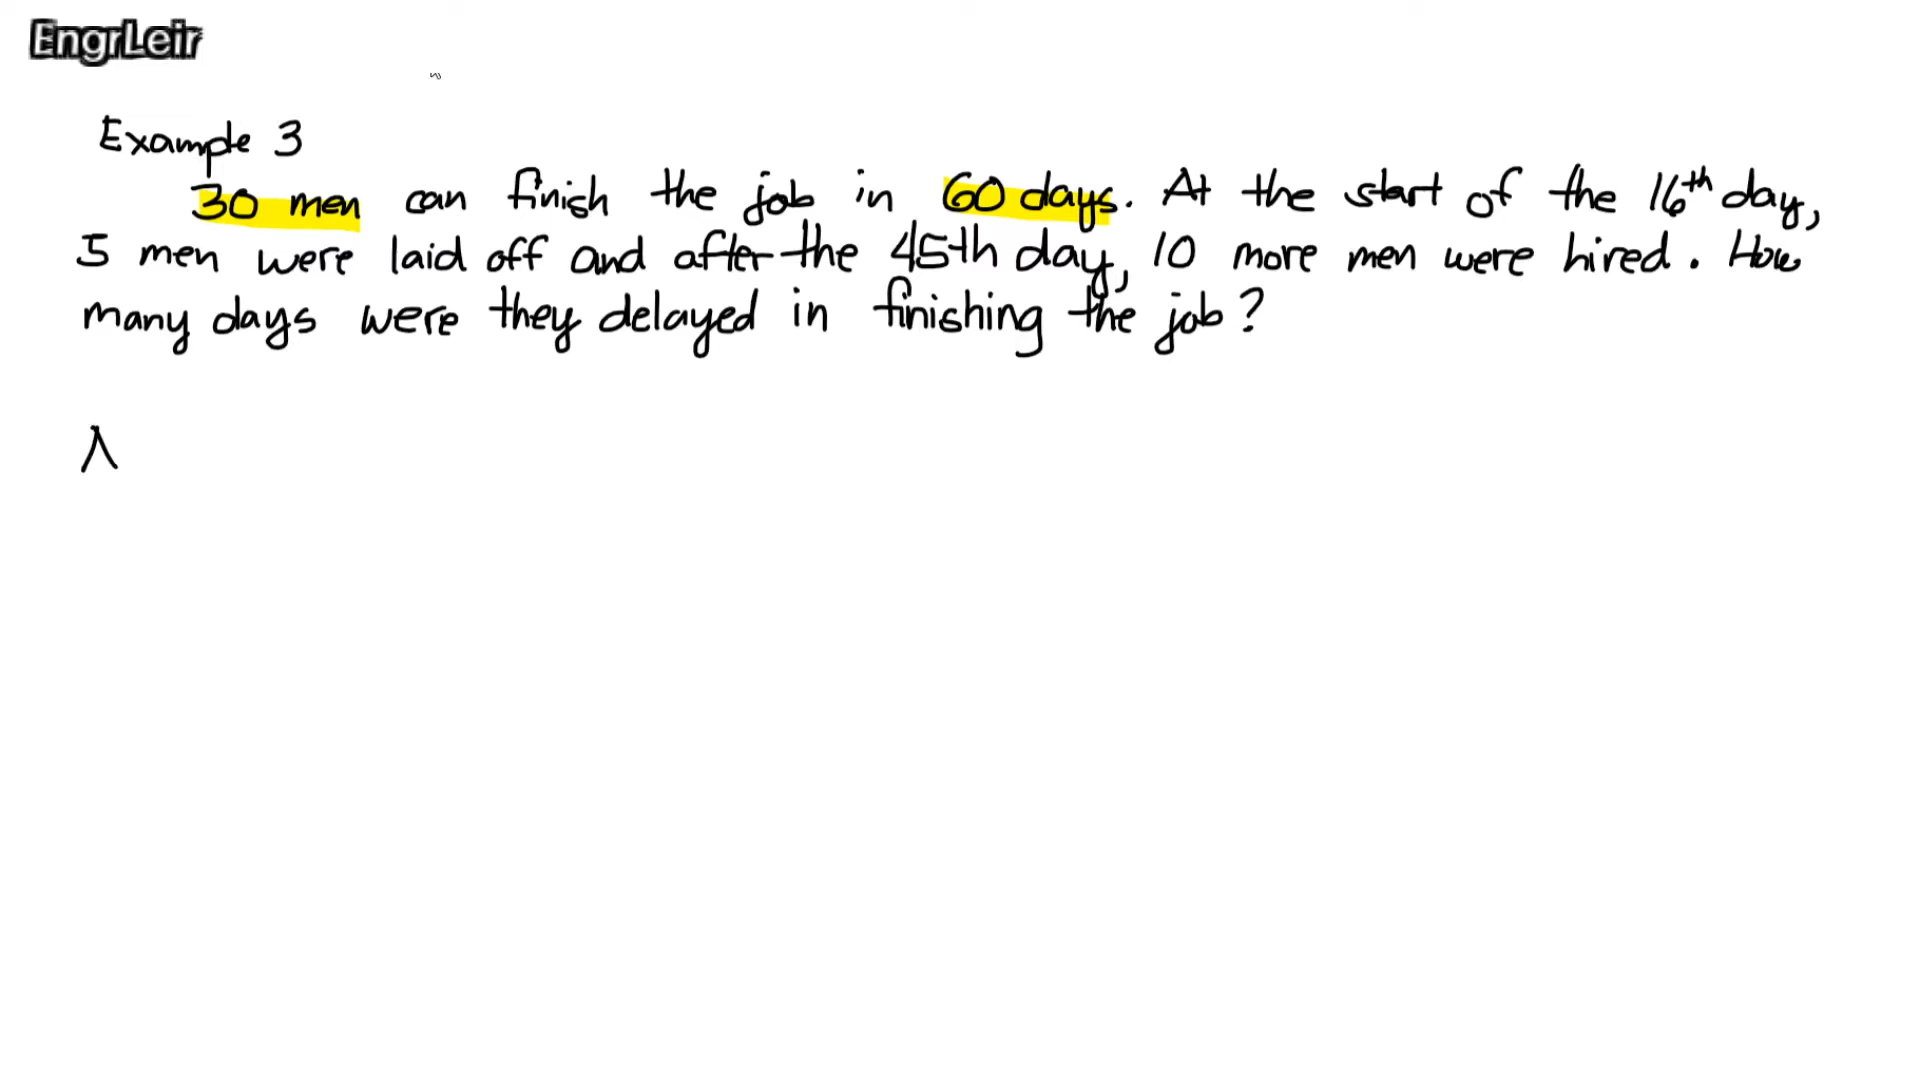 EngrLeir
Example 3
30 men can finish the job in 60 days. At the start of the 16th day,
5 men were laid off and after the 45th day, 10 more men were hired. How
many days were they delayed in finishing the job?